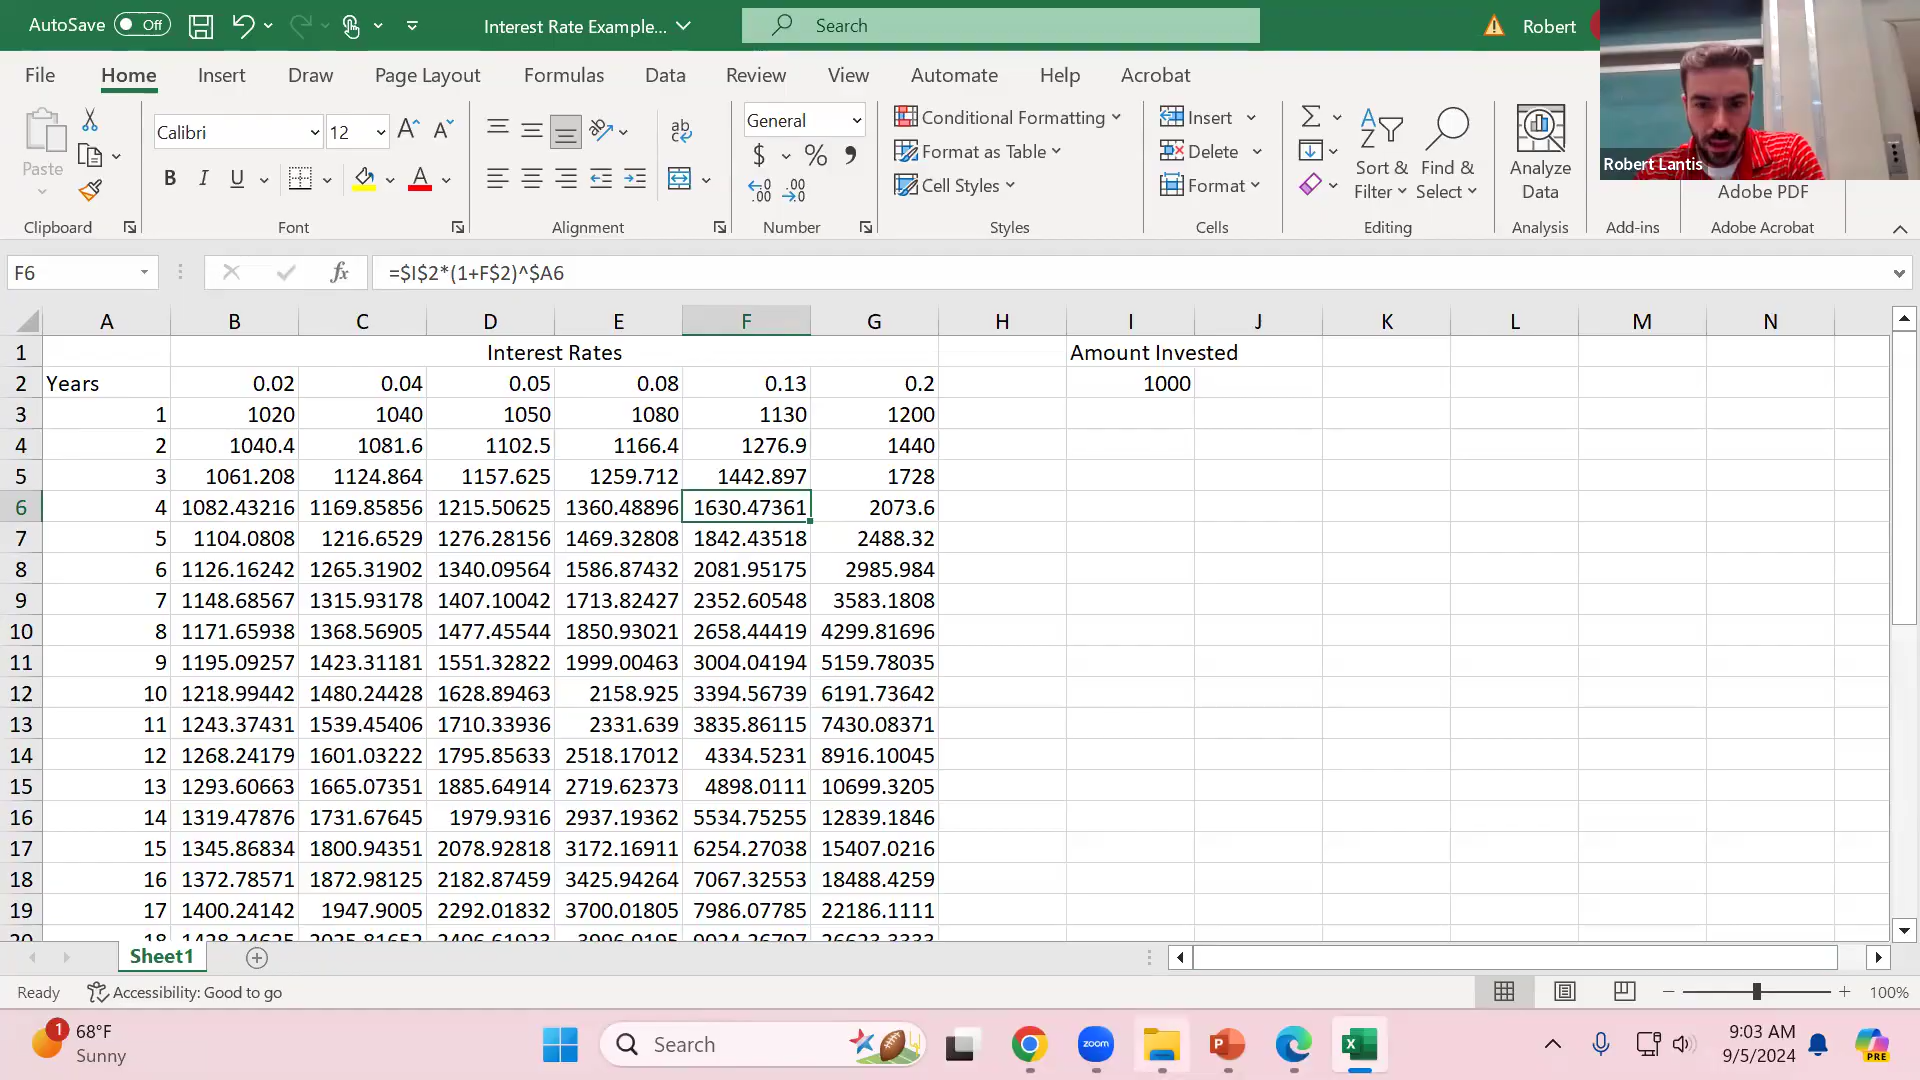 AutoSave Off Interest Rate Example... Search Robert
File Home Insert Draw Page Layout Formulas Data Review View Automate Help Acrobat
Paste
Calibri 12
B I U A
ab
General
$ % ,
Conditional Formatting
Format as Table
Cell Styles
Insert
Delete
Format
Sort & Filter
Find & Select
Analyze Data
Robert Lantis
Adobe PDF
Clipboard Font Alignment Number Styles Cells Editing Analysis Add-ins Adobe Acrobat
F6 fx =$I$2*(1+F$2)^$A6
A B C D E F G H I J K L M N
1 Interest Rates Amount Invested
2 Years 0.02 0.04 0.05 0.08 0.13 0.2 1000
3 1 1020 1040 1050 1080 1130 1200
4 2 1040.4 1081.6 1102.5 1166.4 1276.9 1440
5 3 1061.208 1124.864 1157.625 1259.712 1442.897 1728
6 4 1082.43216 1169.85856 1215.50625 1360.48896 1630.47361 2073.6
7 5 1104.0808 1216.6529 1276.28156 1469.32808 1842.43518 2488.32
8 6 1126.16242 1265.31902 1340.09564 1586.87432 2081.95175 2985.984
9 7 1148.68567 1315.93178 1407.10042 1713.82427 2352.60548 3583.1808
10 8 1171.65938 1368.56905 1477.45544 1850.93021 2658.44419 4299.81696
11 9 1195.09257 1423.31181 1551.32822 1999.00463 3004.04194 5159.78035
12 10 1218.99442 1480.24428 1628.89463 2158.925 3394.56739 6191.73642
13 11 1243.37431 1539.45406 1710.33936 2331.639 3835.86115 7430.08371
14 12 1268.24179 1601.03222 1795.85633 2518.17012 4334.5231 8916.10045
15 13 1293.60663 1665.07351 1885.64914 2719.62373 4898.0111 10699.3205
16 14 1319.47876 1731.67645 1979.9316 2937.19362 5534.75255 12839.1846
17 15 1345.86834 1800.94351 2078.92818 3172.16911 6254.27038 15407.0216
18 16 1372.78571 1872.98125 2182.87459 3425.94264 7067.32553 18488.4259
19 17 1400.24142 1947.9005 2292.01832 3700.01805 7986.07785 22186.1111
20 18 1428.24625 2025.81652 2406.61923 3996.0195 9024.26797 26623.3333
Sheet1
Ready Accessibility: Good to go 100%
1 68°F
Sunny
Search
zoom
9:03 AM
9/5/2024
PRE